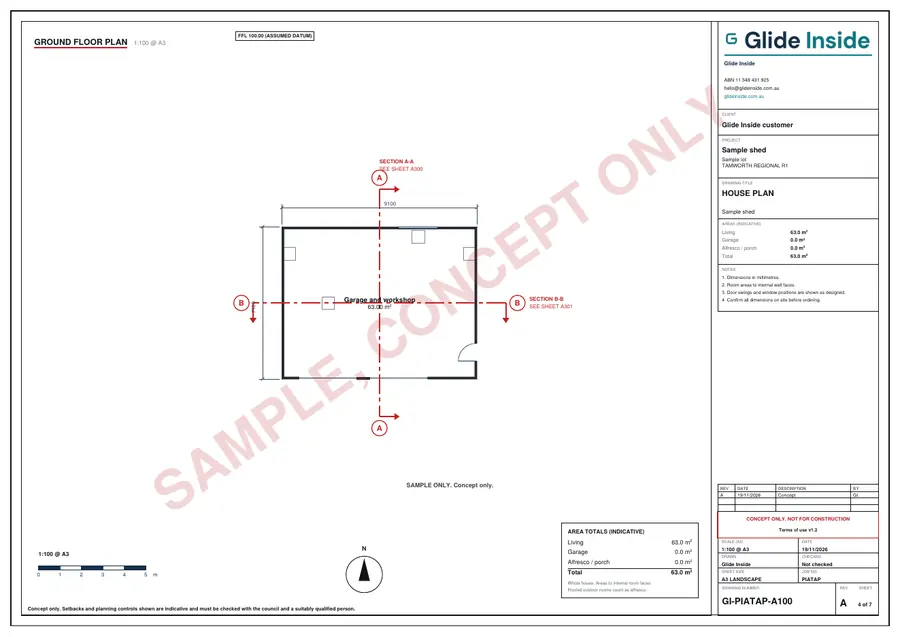 GROUND FLOOR PLAN 1:100 @ A3
FFL 100.00 (ASSUMED DATUM)
SECTION A-A
SEE SHEET A300
A
9100
Garage and workshop
63.00 m²
B
B
SECTION B-B
SEE SHEET A301
A
SAMPLE, CONCEPT ONLY
SAMPLE ONLY. Concept only.
1:100 @ A3
0 1 2 3 4 5 m
N
AREA TOTALS (INDICATIVE)
Living 63.0 m²
Garage 0.0 m²
Alfresco / porch 0.0 m²
Total 63.0 m²
Whole house. Areas to internal room faces.
Roofed outdoor rooms count as alfresco.
Concept only. Setbacks and planning controls shown are indicative and must be checked with the council and a suitably qualified person.
G Glide Inside
Glide Inside
ABN 11 548 431 925
hello@glideinside.com.au
glideinside.com.au
CLIENT
Glide Inside customer
PROJECT
Sample shed
Sample lot
TAMWORTH REGIONAL R1
DRAWING TITLE
HOUSE PLAN
Sample shed
AREAS (INDICATIVE)
Living 63.0 m²
Garage 0.0 m²
Alfresco / porch 0.0 m²
Total 63.0 m²
NOTES
1. Dimensions in millimetres.
2. Room areas to internal wall faces.
3. Door swings and window positions are shown as designed.
4. Confirm all dimensions on site before ordering.
REV DATE DESCRIPTION BY
A 19/11/2026 Concept GI
CONCEPT ONLY. NOT FOR CONSTRUCTION
Terms of use v1.2
SCALE (A3) DATE
1:100 @ A3 19/11/2026
DRAWN CHECKED
Glide Inside Not checked
SHEET SIZE JOB NO.
A3 LANDSCAPE PIATAP
DRAWING NUMBER REV SHEET
GI-PIATAP-A100 A 4 of 7